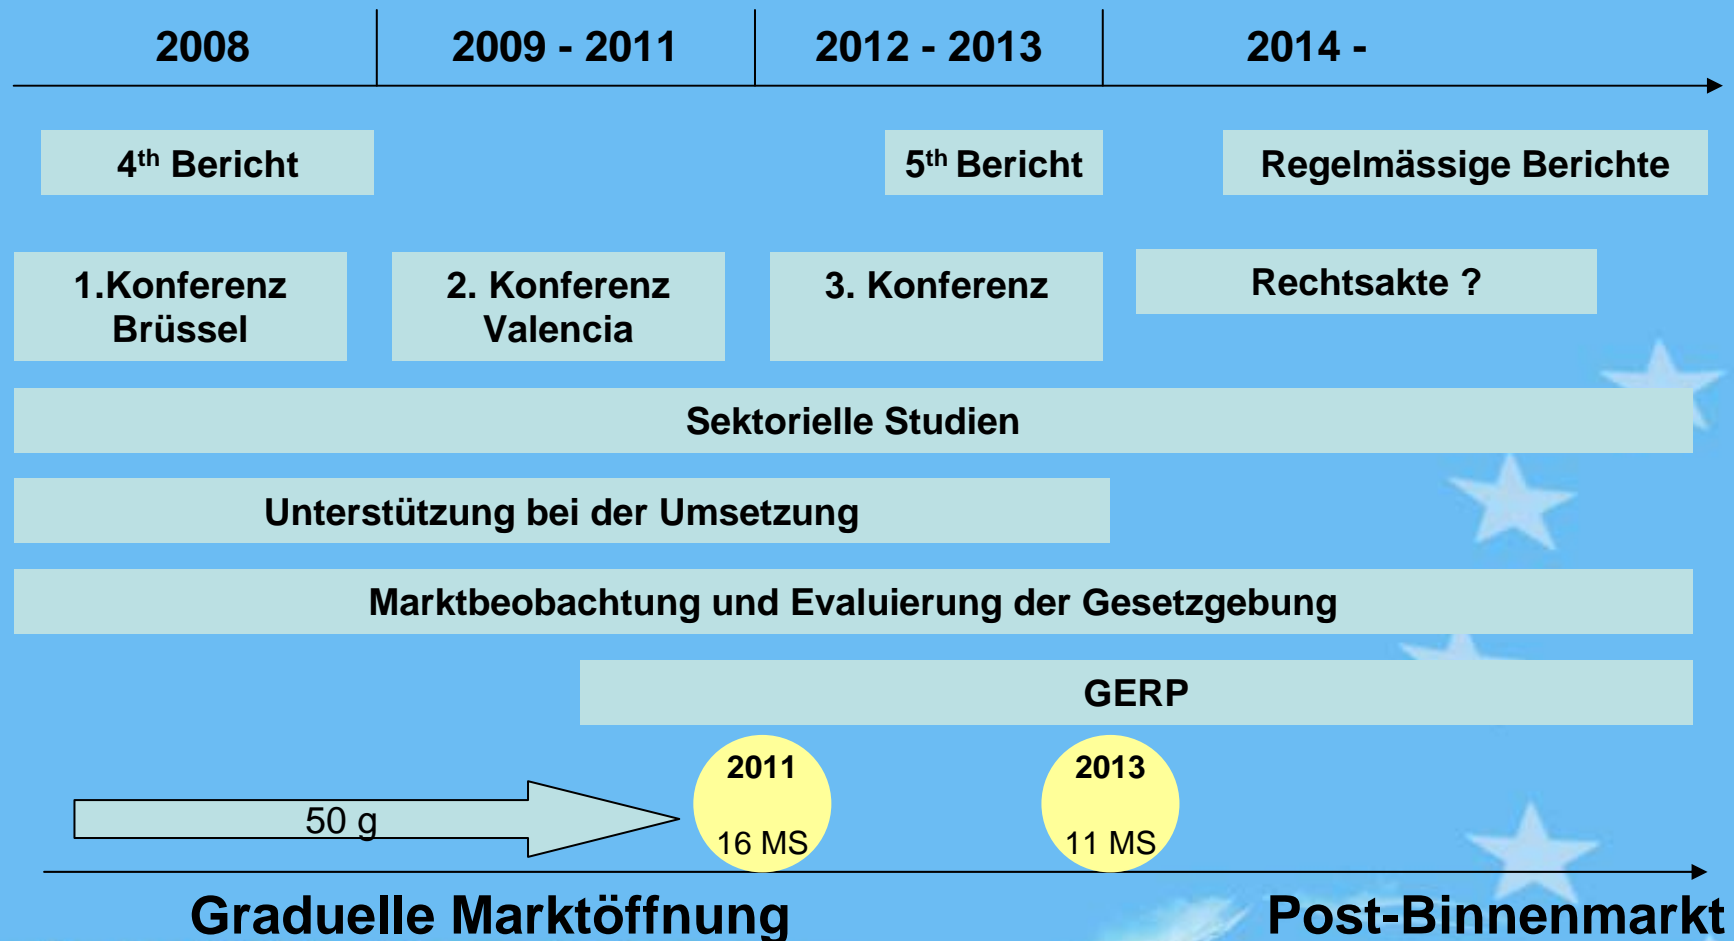 2008 2009 - 2011 2012 - 2013 2014 -
4th Bericht 5th Bericht Regelmässige Berichte
1.Konferenz
Brüssel
2. Konferenz
Valencia
3. Konferenz
Rechtsakte ?
Sektorielle Studien
Unterstützung bei der Umsetzung
Marktbeobachtung und Evaluierung der Gesetzgebung
GERP
50 g
2011
16 MS
2013
11 MS
Graduelle Marktöffnung Post-Binnenmarkt